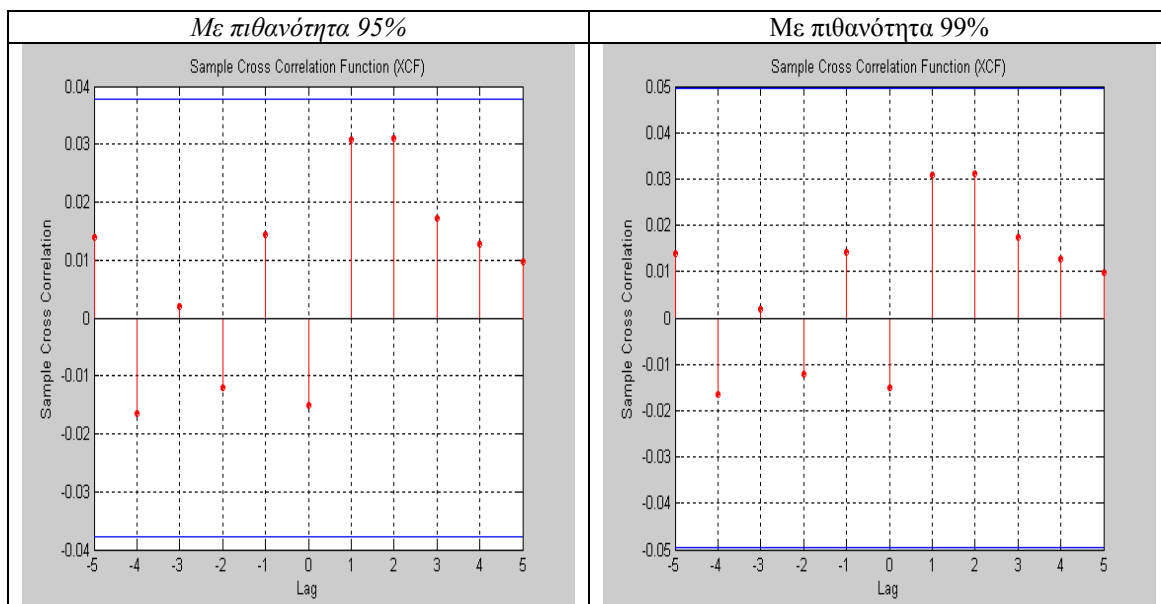 Με πιθανότητα 95%
Sample Cross Correlation Function (XCF)
Sample Cross Correlation
0.04
0.03
0.02
0.01
0
-0.01
-0.02
-0.03
-0.04
-5 -4 -3 -2 -1 0 1 2 3 4 5
Lag
Με πιθανότητα 99%
Sample Cross Correlation Function (XCF)
Sample Cross Correlation
0.05
0.04
0.03
0.02
0.01
0
-0.01
-0.02
-0.03
-0.04
-0.05
-5 -4 -3 -2 -1 0 1 2 3 4 5
Lag